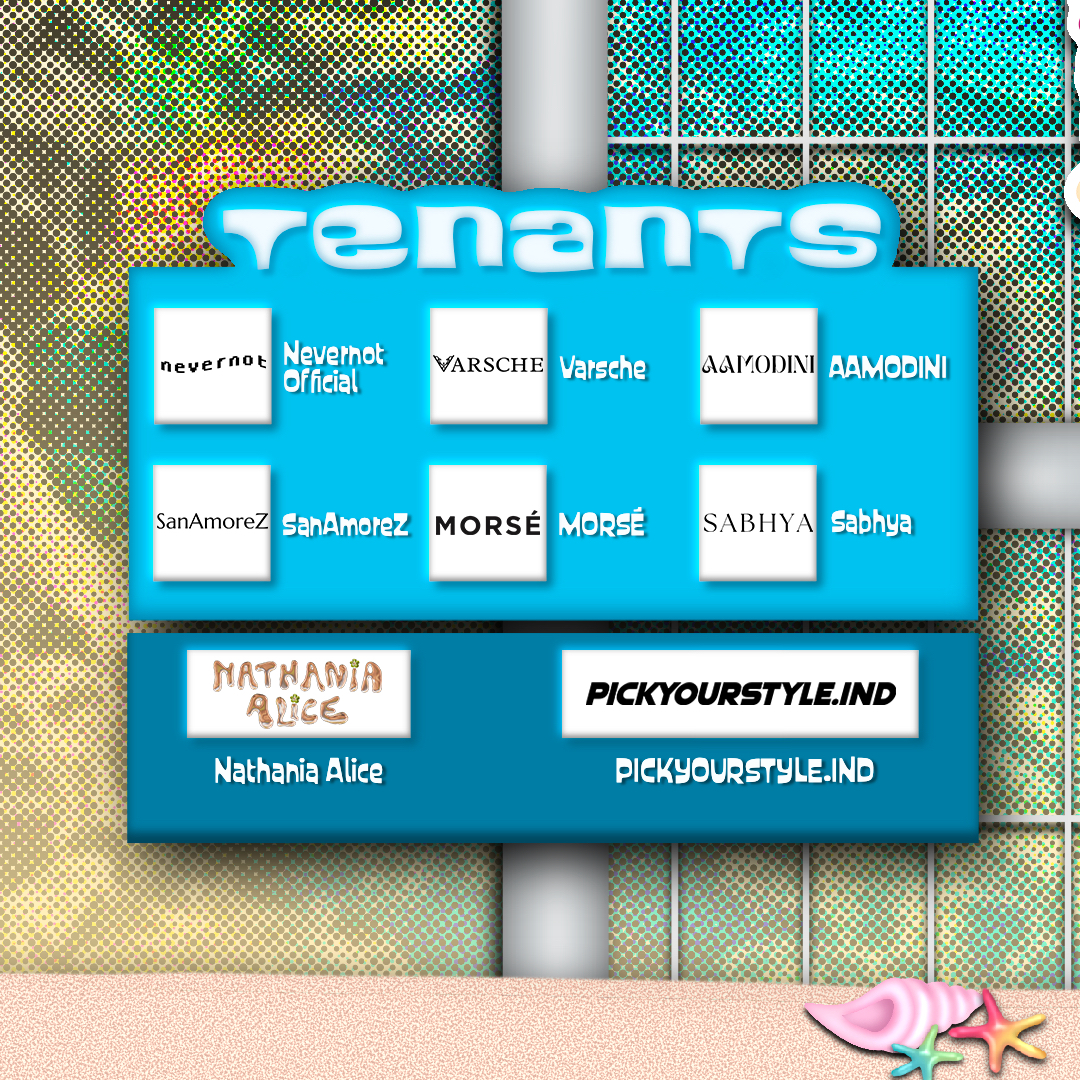 Tenants
nevernot
Nevernot
Official
VARSCHE
Varsche
AAMODINI
AAMODINI
SanAmoreZ
SanAmoreZ
MORSÉ
MORSÉ
SABHYA
Sabhya
NATHANIA
ALICE
Nathania Alice
PICKYOURSTYLE.IND
PICKYOURSTYLE.IND